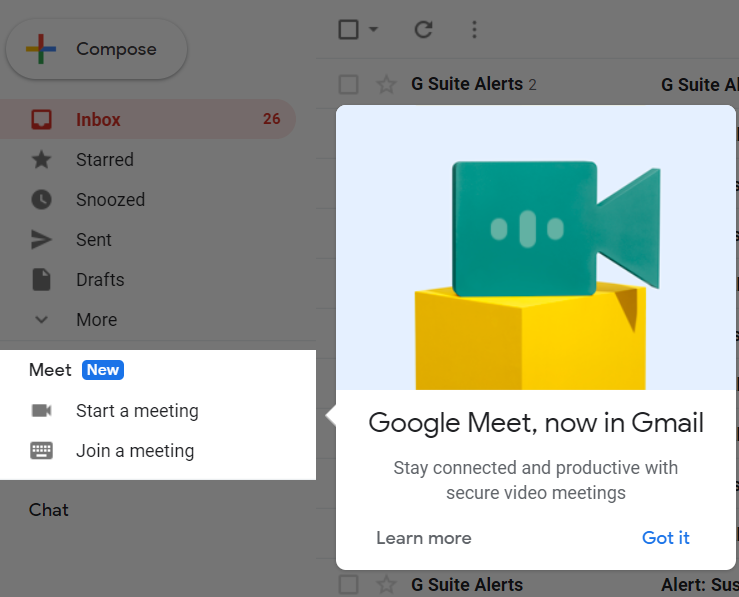 Compose
Inbox 26
Starred
Snoozed
Sent
Drafts
More
Meet New
Start a meeting
Join a meeting
Chat
G Suite Alerts 2 G Suite Al
Google Meet, now in Gmail
Stay connected and productive with
secure video meetings
Learn more Got it
G Suite Alerts Alert: Sus